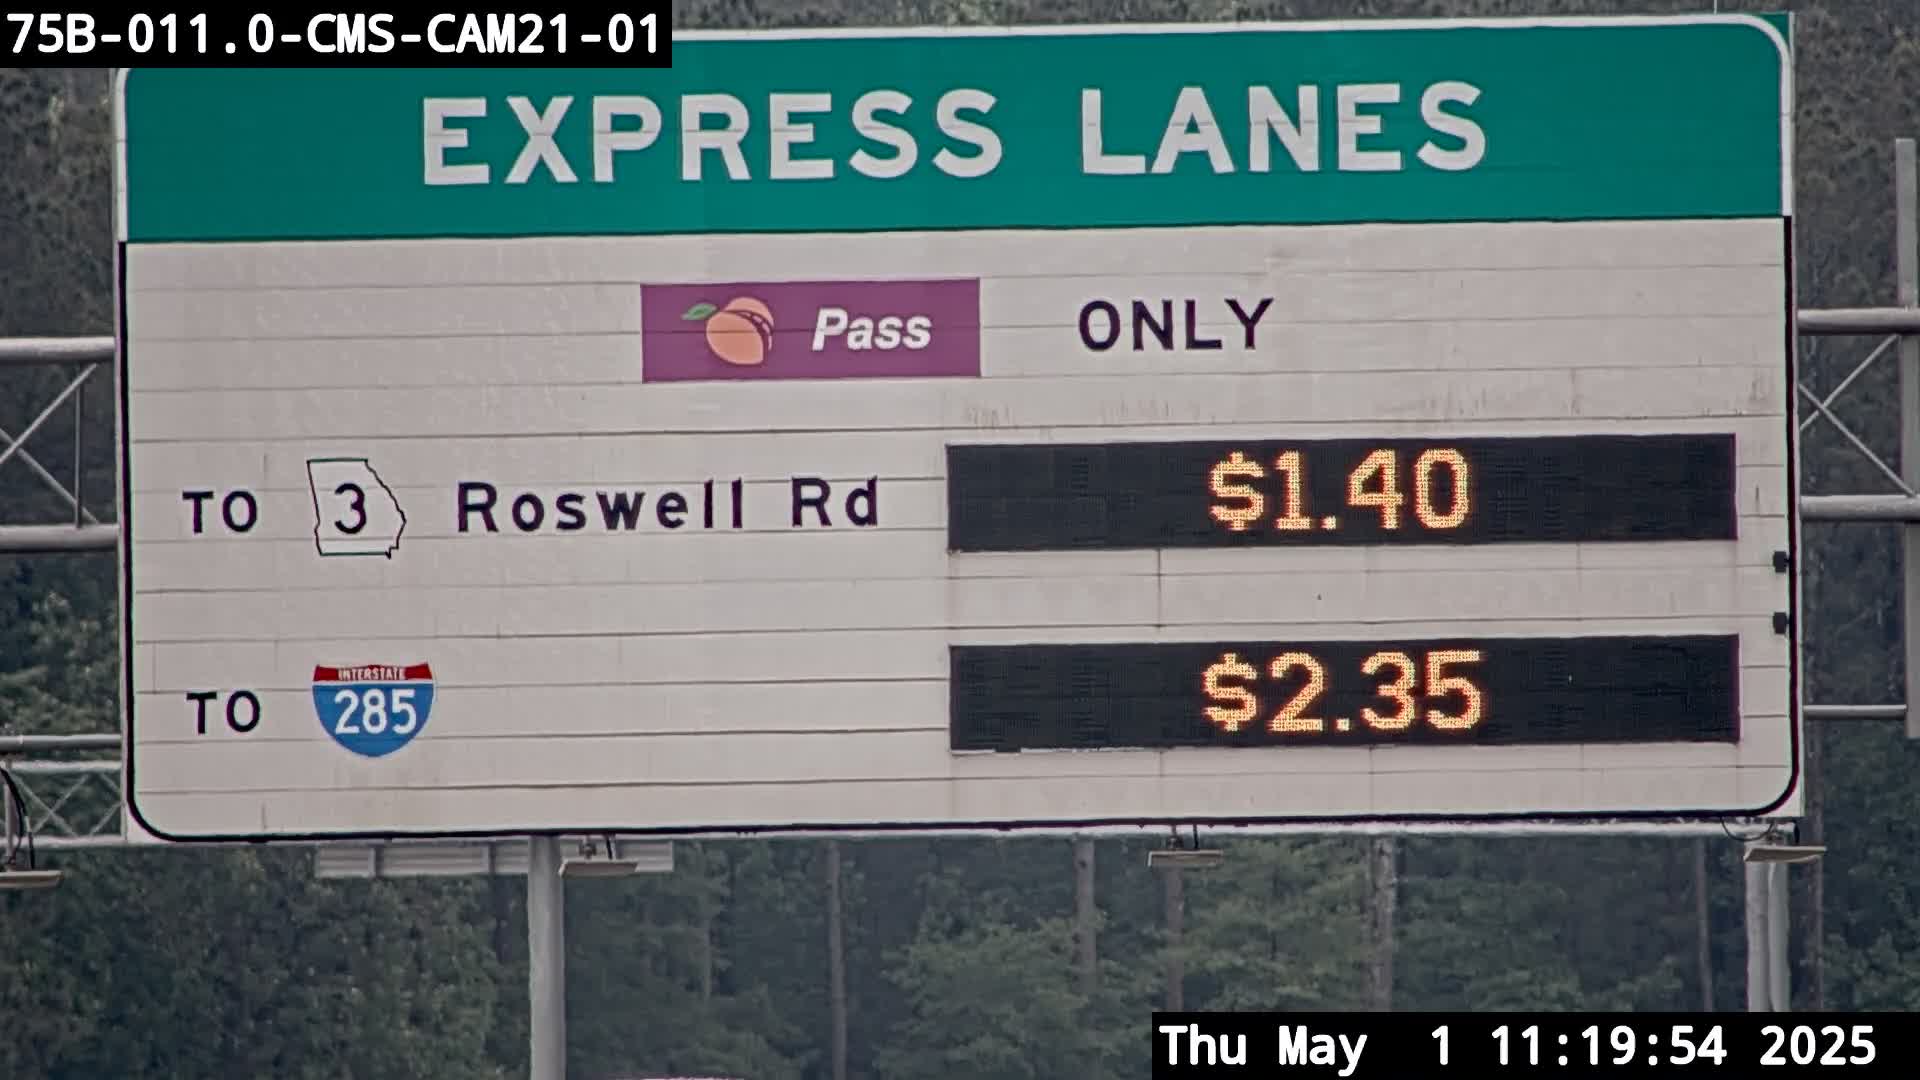 75B-011.0-CMS-CAM21-01
EXPRESS LANES
Pass ONLY
TO 3 Roswell Rd $1.40
INTERSTATE
TO 285 $2.35
Thu May 1 11:19:54 2025